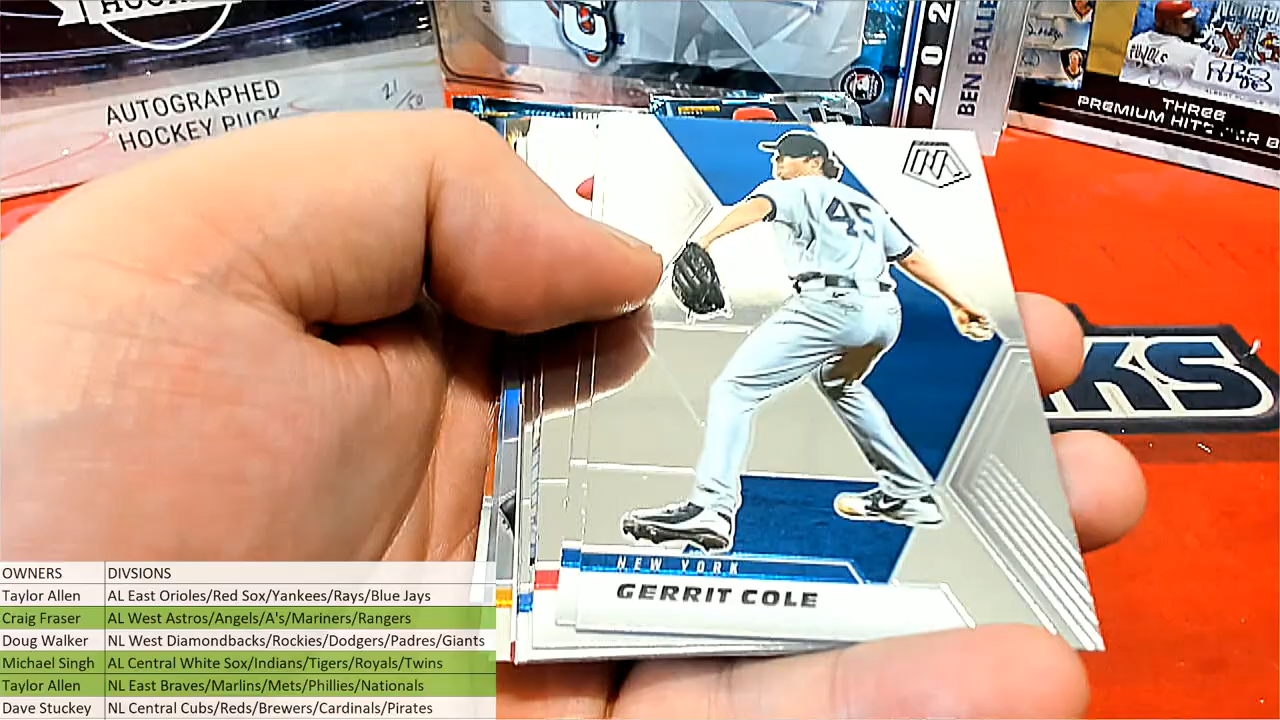 AUTOGRAPHED
HOCKEY PUCK
21/50
202
BEN BALLE
THREE
PREMIUM HITS
45
NEW YORK
GERRIT COLE
KS
OWNERS DIVSIONS
Taylor Allen AL East Orioles/Red Sox/Yankees/Rays/Blue Jays
Craig Fraser AL West Astros/Angels/A's/Mariners/Rangers
Doug Walker NL West Diamondbacks/Rockies/Dodgers/Padres/Giants
Michael Singh AL Central White Sox/Indians/Tigers/Royals/Twins
Taylor Allen NL East Braves/Marlins/Mets/Phillies/Nationals
Dave Stuckey NL Central Cubs/Reds/Brewers/Cardinals/Pirates